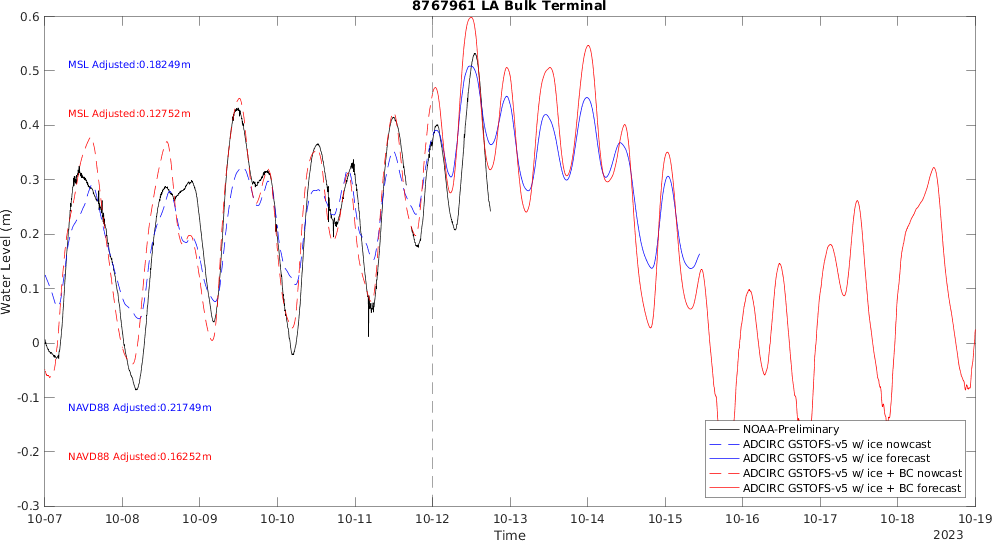 8767961 LA Bulk Terminal
0.6
0.5
0.4
0.3
0.2
0.1
0
-0.1
-0.2
-0.3
Water Level (m)
MSL Adjusted:0.18249m
MSL Adjusted:0.12752m
NAVD88 Adjusted:0.21749m
NAVD88 Adjusted:0.16252m
NOAA-Preliminary
ADCIRC GSTOFS-v5 w/ ice nowcast
ADCIRC GSTOFS-v5 w/ ice forecast
ADCIRC GSTOFS-v5 w/ ice + BC nowcast
ADCIRC GSTOFS-v5 w/ ice + BC forecast
10-07 10-08 10-09 10-10 10-11 10-12 10-13 10-14 10-15 10-16 10-17 10-18 10-19
Time
2023